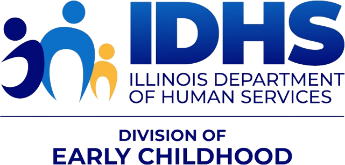 IDHS
ILLINOIS DEPARTMENT
OF HUMAN SERVICES
DIVISION OF
EARLY CHILDHOOD